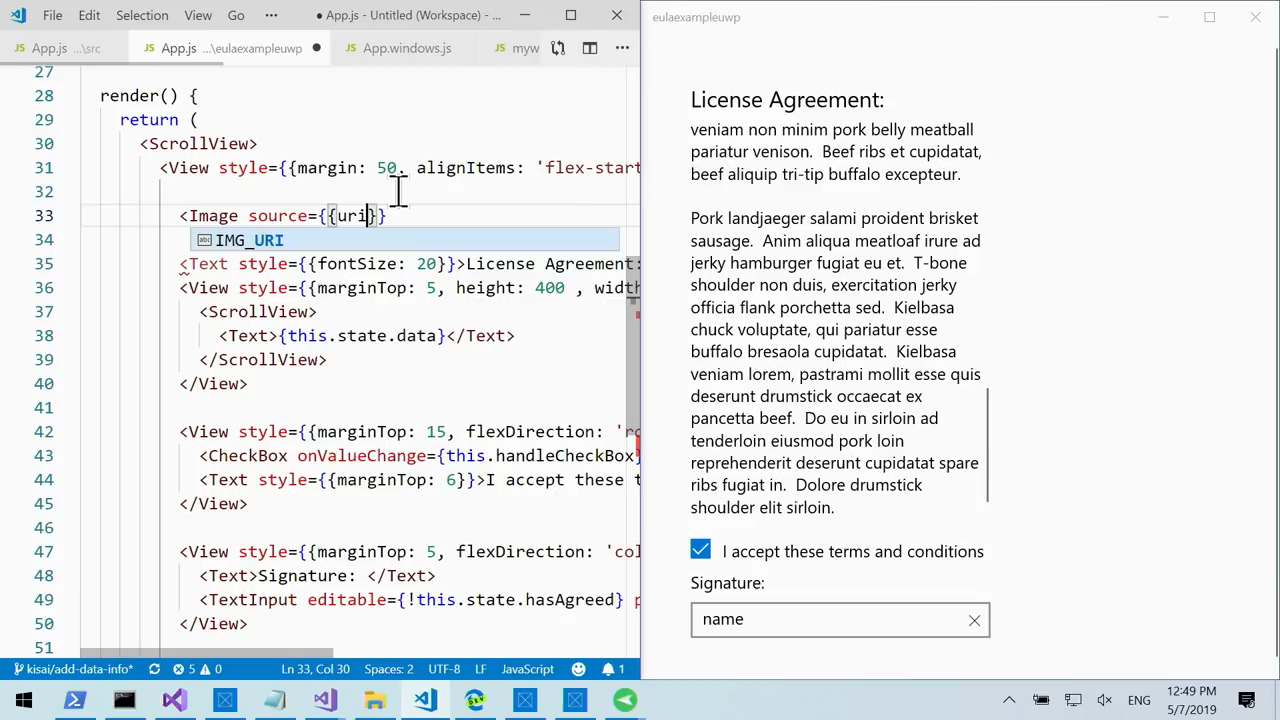 File Edit Selection View Go ••• ● App.js - Default (Workspace) - ...
JS App.js ...\src JS App.js ...\eulaexampleuwp ● JS App.windows.js JS myw
27
28 render() {
29 return (
30 <ScrollView>
31 <View style={{margin: 50, alignItems: 'flex-start
32
33 <Image source={{uri}}
34 IMG_URI
35 <Text style={{fontSize: 20}}>License Agreement:
36 <View style={{marginTop: 5, height: 400 , width
37 <ScrollView>
38 <Text>{this.state.data}</Text>
39 </ScrollView>
40 </View>
41
42 <View style={{marginTop: 15, flexDirection: 'ro
43 <CheckBox onValueChange={this.handleCheckBox}
44 <Text style={{marginTop: 6}}>I accept these t
45 </View>
46
47 <View style={{marginTop: 5, flexDirection: 'col
48 <Text>Signature: </Text>
49 <TextInput editable={!this.state.hasAgreed} p
50 </View>
51
kisai/add-data-info* 5 0 Ln 33, Col 30 Spaces: 2 UTF-8 LF JavaScript 1
eulaexampleuwp
License Agreement:
veniam non minim pork belly meatball
pariatur venison. Beef ribs et cupidatat,
beef aliquip tri-tip buffalo excepteur.
Pork landjaeger salami proident brisket
sausage. Anim aliqua meatloaf irure ad
jerky hamburger fugiat eu et. T-bone
shoulder non duis, exercitation jerky
officia flank porchetta sed. Kielbasa
chuck voluptate, qui pariatur esse
buffalo bresaola cupidatat. Kielbasa
veniam lorem, pastrami mollit esse quis
deserunt drumstick occaecat ex
pancetta beef. Do eu in sirloin ad
tenderloin eiusmod pork loin
reprehenderit deserunt cupidatat spare
ribs fugiat in. Dolore drumstick
shoulder elit sirloin.
I accept these terms and conditions
Signature:
name
ENG 12:49 PM
5/7/2019